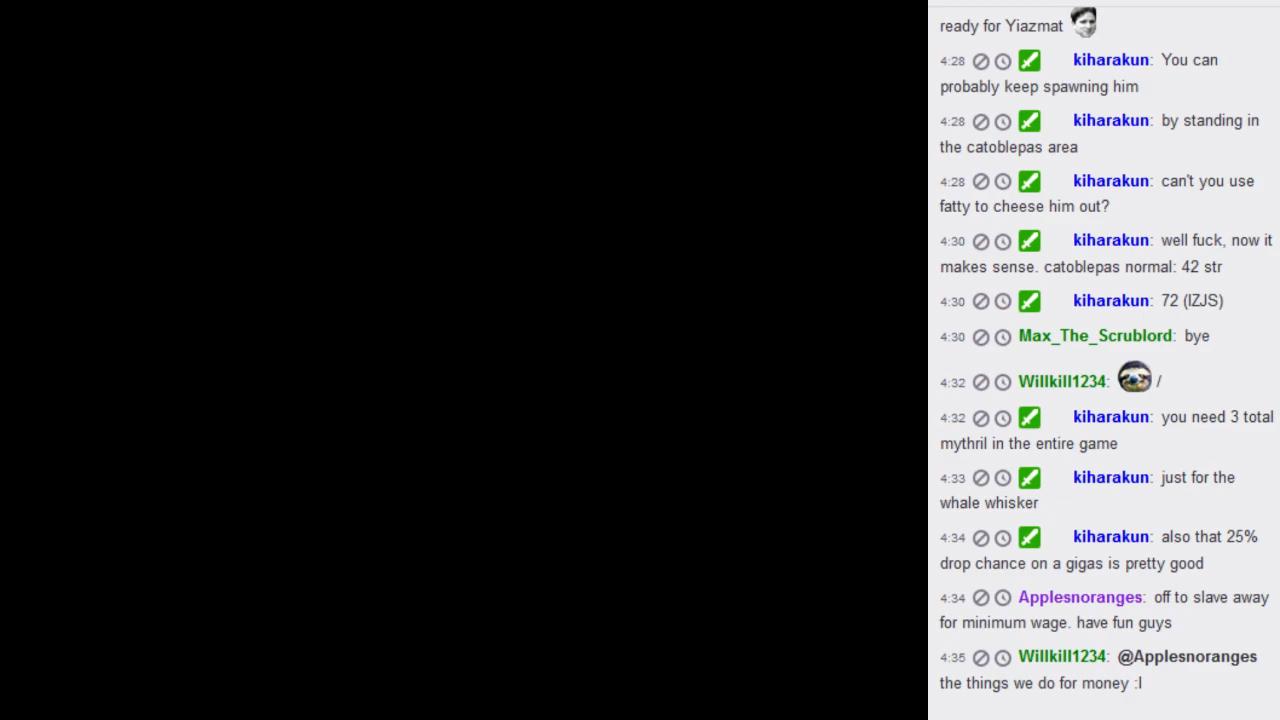 ready for Yiazmat
4:28 kiharakun: You can
probably keep spawning him
4:28 kiharakun: by standing in
the catoblepas area
4:28 kiharakun: can't you use
fatty to cheese him out?
4:30 kiharakun: well fuck, now it
makes sense. catoblepas normal: 42 str
4:30 kiharakun: 72 (IZJS)
4:30 Max_The_Scrublord: bye
4:32 Willkill1234: /
4:32 kiharakun: you need 3 total
mythril in the entire game
4:33 kiharakun: just for the
whale whisker
4:34 kiharakun: also that 25%
drop chance on a gigas is pretty good
4:34 Applesnoranges: off to slave away
for minimum wage. have fun guys
4:35 Willkill1234: @Applesnoranges
the things we do for money :l